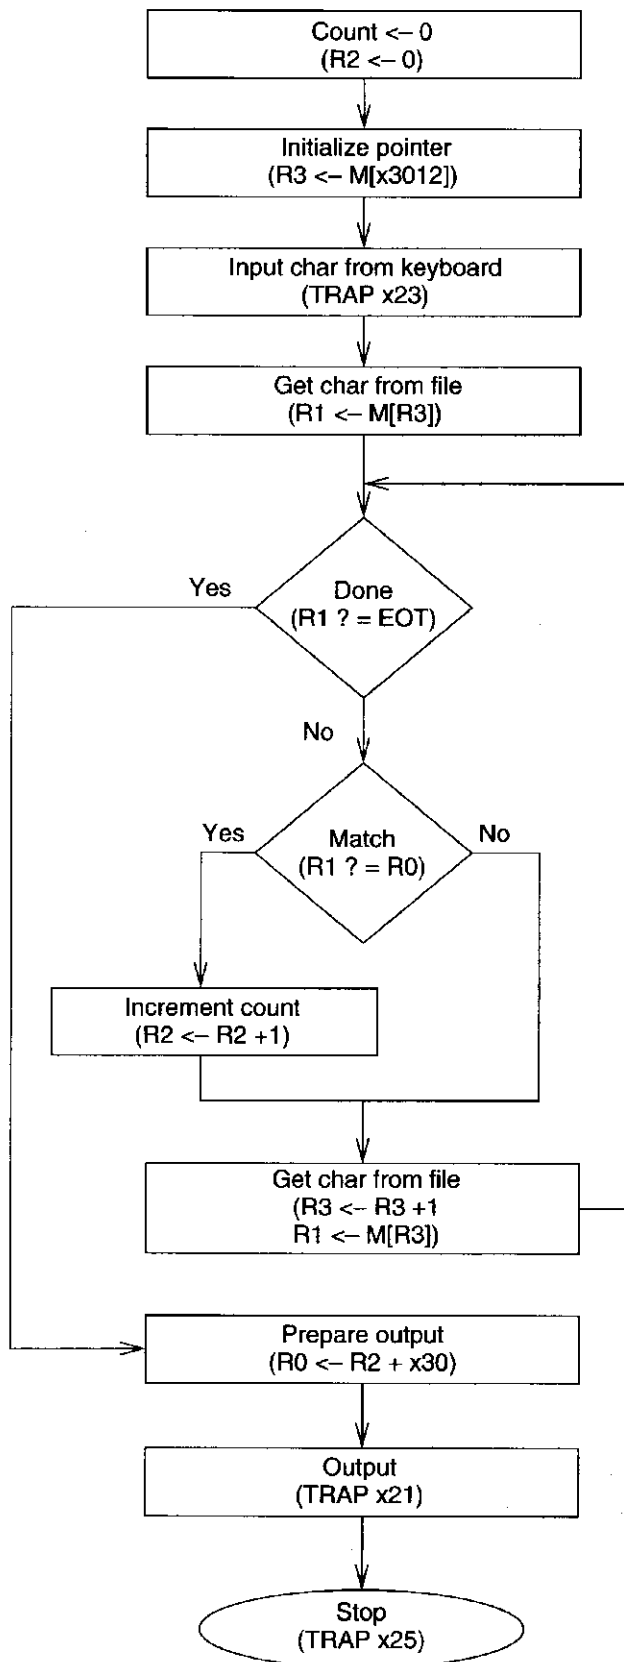 Count <– 0
(R2 <– 0)
Initialize pointer
(R3 <– M[x3012])
Input char from keyboard
(TRAP x23)
Get char from file
(R1 <– M[R3])
Yes
Done
(R1 ? = EOT)
No
Yes
Match
(R1 ? = R0)
No
Increment count
(R2 <– R2 +1)
Get char from file
(R3 <– R3 +1
R1 <– M[R3])
Prepare output
(R0 <– R2 + x30)
Output
(TRAP x21)
Stop
(TRAP x25)